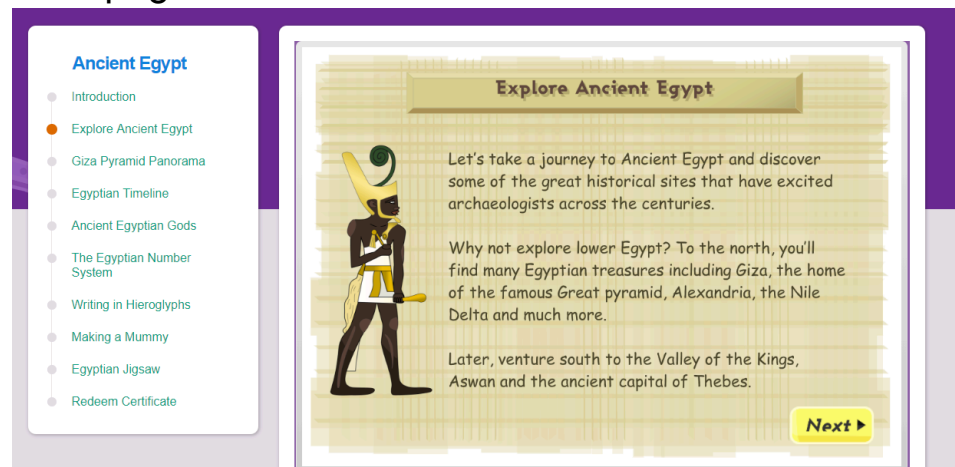 Ancient Egypt
Introduction
Explore Ancient Egypt
Giza Pyramid Panorama
Egyptian Timeline
Ancient Egyptian Gods
The Egyptian Number
System
Writing in Hieroglyphs
Making a Mummy
Egyptian Jigsaw
Redeem Certificate
Explore Ancient Egypt
Let's take a journey to Ancient Egypt and discover
some of the great historical sites that have excited
archaeologists across the centuries.
Why not explore lower Egypt? To the north, you'll
find many Egyptian treasures including Giza, the home
of the famous Great pyramid, Alexandria, the Nile
Delta and much more.
Later, venture south to the Valley of the Kings,
Aswan and the ancient capital of Thebes.
Next